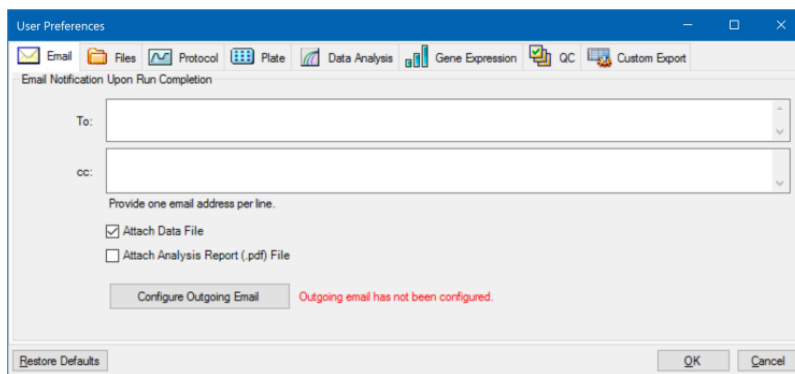 User Preferences
Email Files Protocol Plate Data Analysis Gene Expression QC Custom Export
Email Notification Upon Run Completion
To:
cc:
Provide one email address per line.
Attach Data File
Attach Analysis Report (.pdf) File
Configure Outgoing Email Outgoing email has not been configured.
Restore Defaults OK Cancel